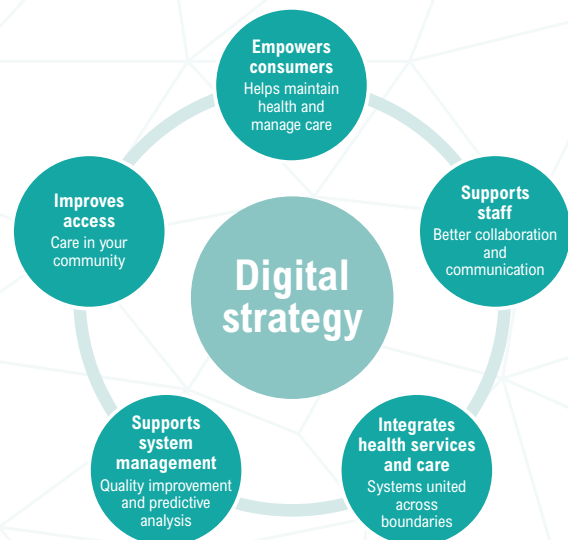 Empowers
consumers
Helps maintain
health and
manage care
Improves
access
Care in your
community
Supports
staff
Better collaboration
and
communication
Digital
strategy
Supports
system
management
Quality improvement
and predictive
analysis
Integrates
health services
and care
Systems united
across
boundaries